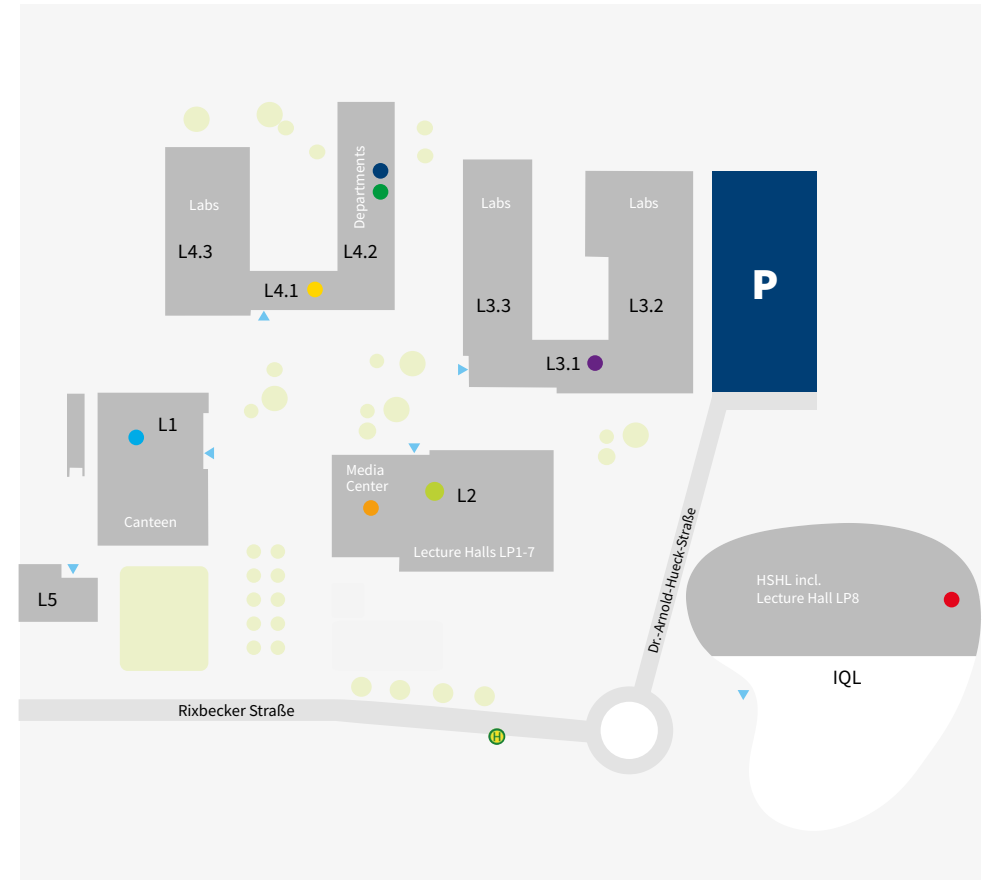 Departments
Labs
L4.3
L4.2
L4.1
Labs
Labs
L3.3
L3.2
L3.1
P
L1
Canteen
Media
Center
L2
Lecture Halls LP1-7
L5
Dr.-Arnold-Hueck-Straße
HSHL incl.
Lecture Hall LP8
IQL
Rixbecker Straße
H